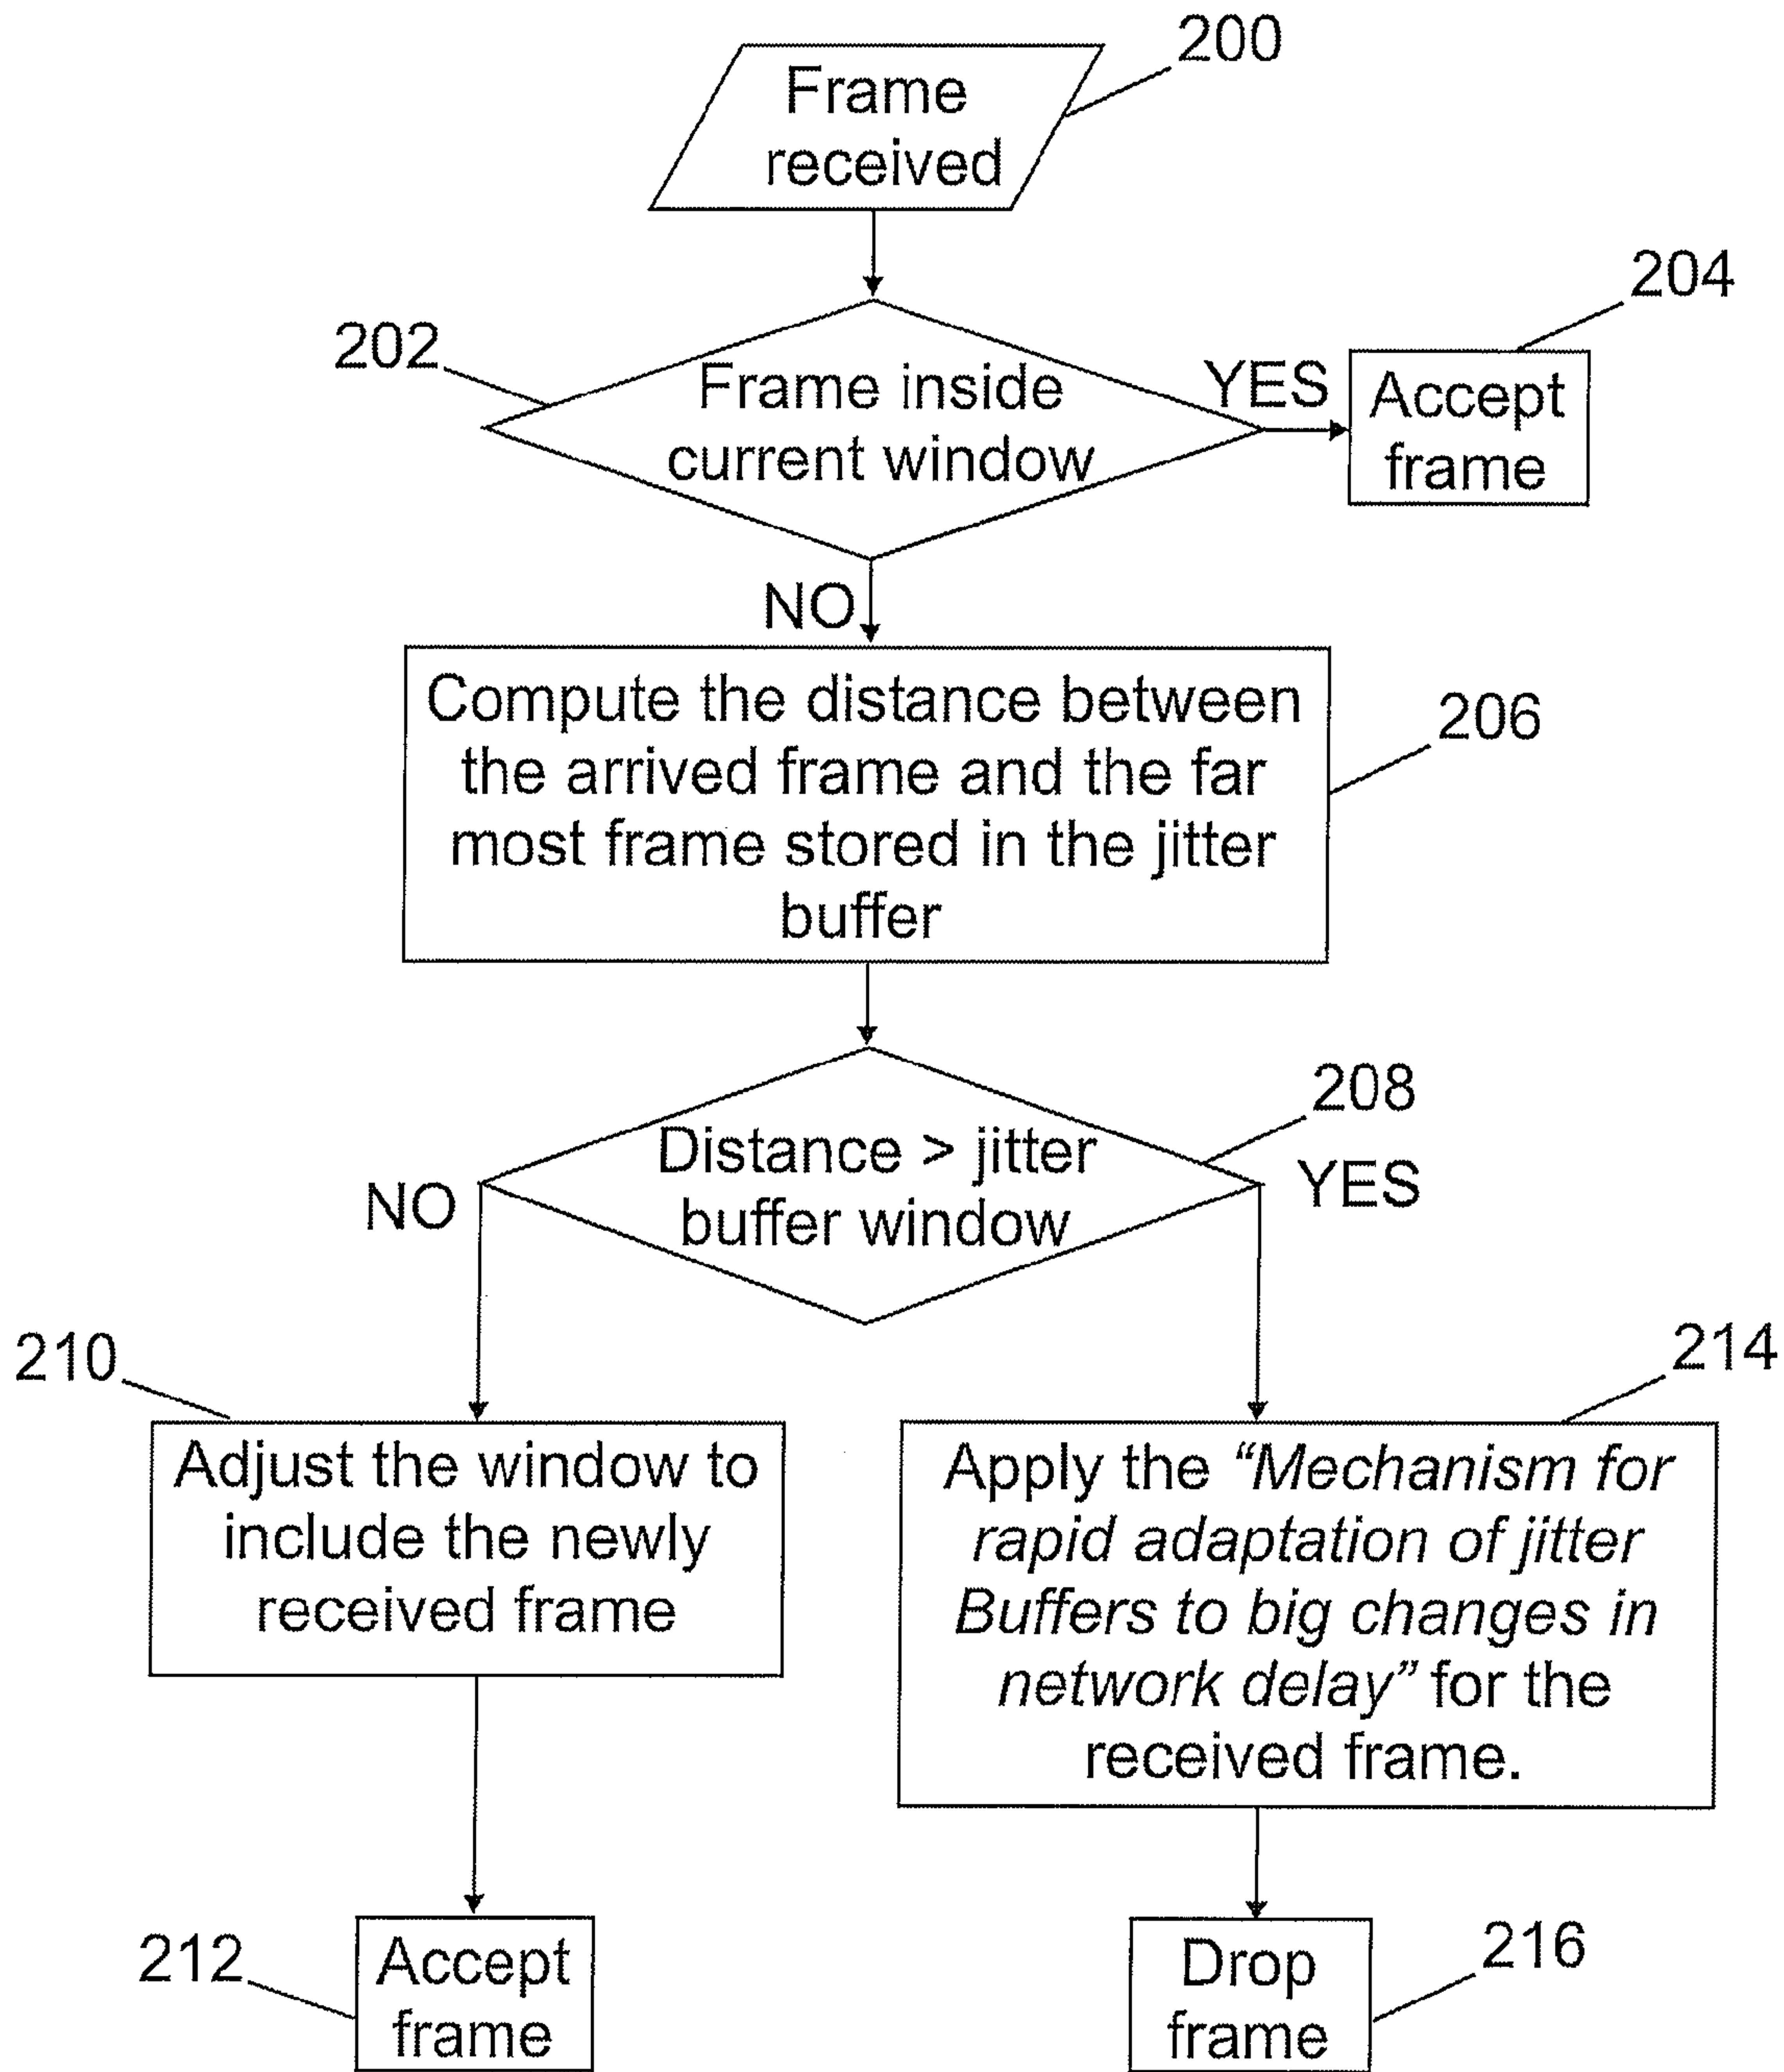 200
Frame
received
204
202
Frame inside
current window
YES
Accept
frame
NO
Compute the distance between
the arrived frame and the far
most frame stored in the jitter
buffer
206
208
Distance > jitter
buffer window
NO
YES
210
214
Adjust the window to
include the newly
received frame
Apply the “Mechanism for
rapid adaptation of jitter
Buffers to big changes in
network delay” for the
received frame.
212
Accept
frame
Drop
frame
216